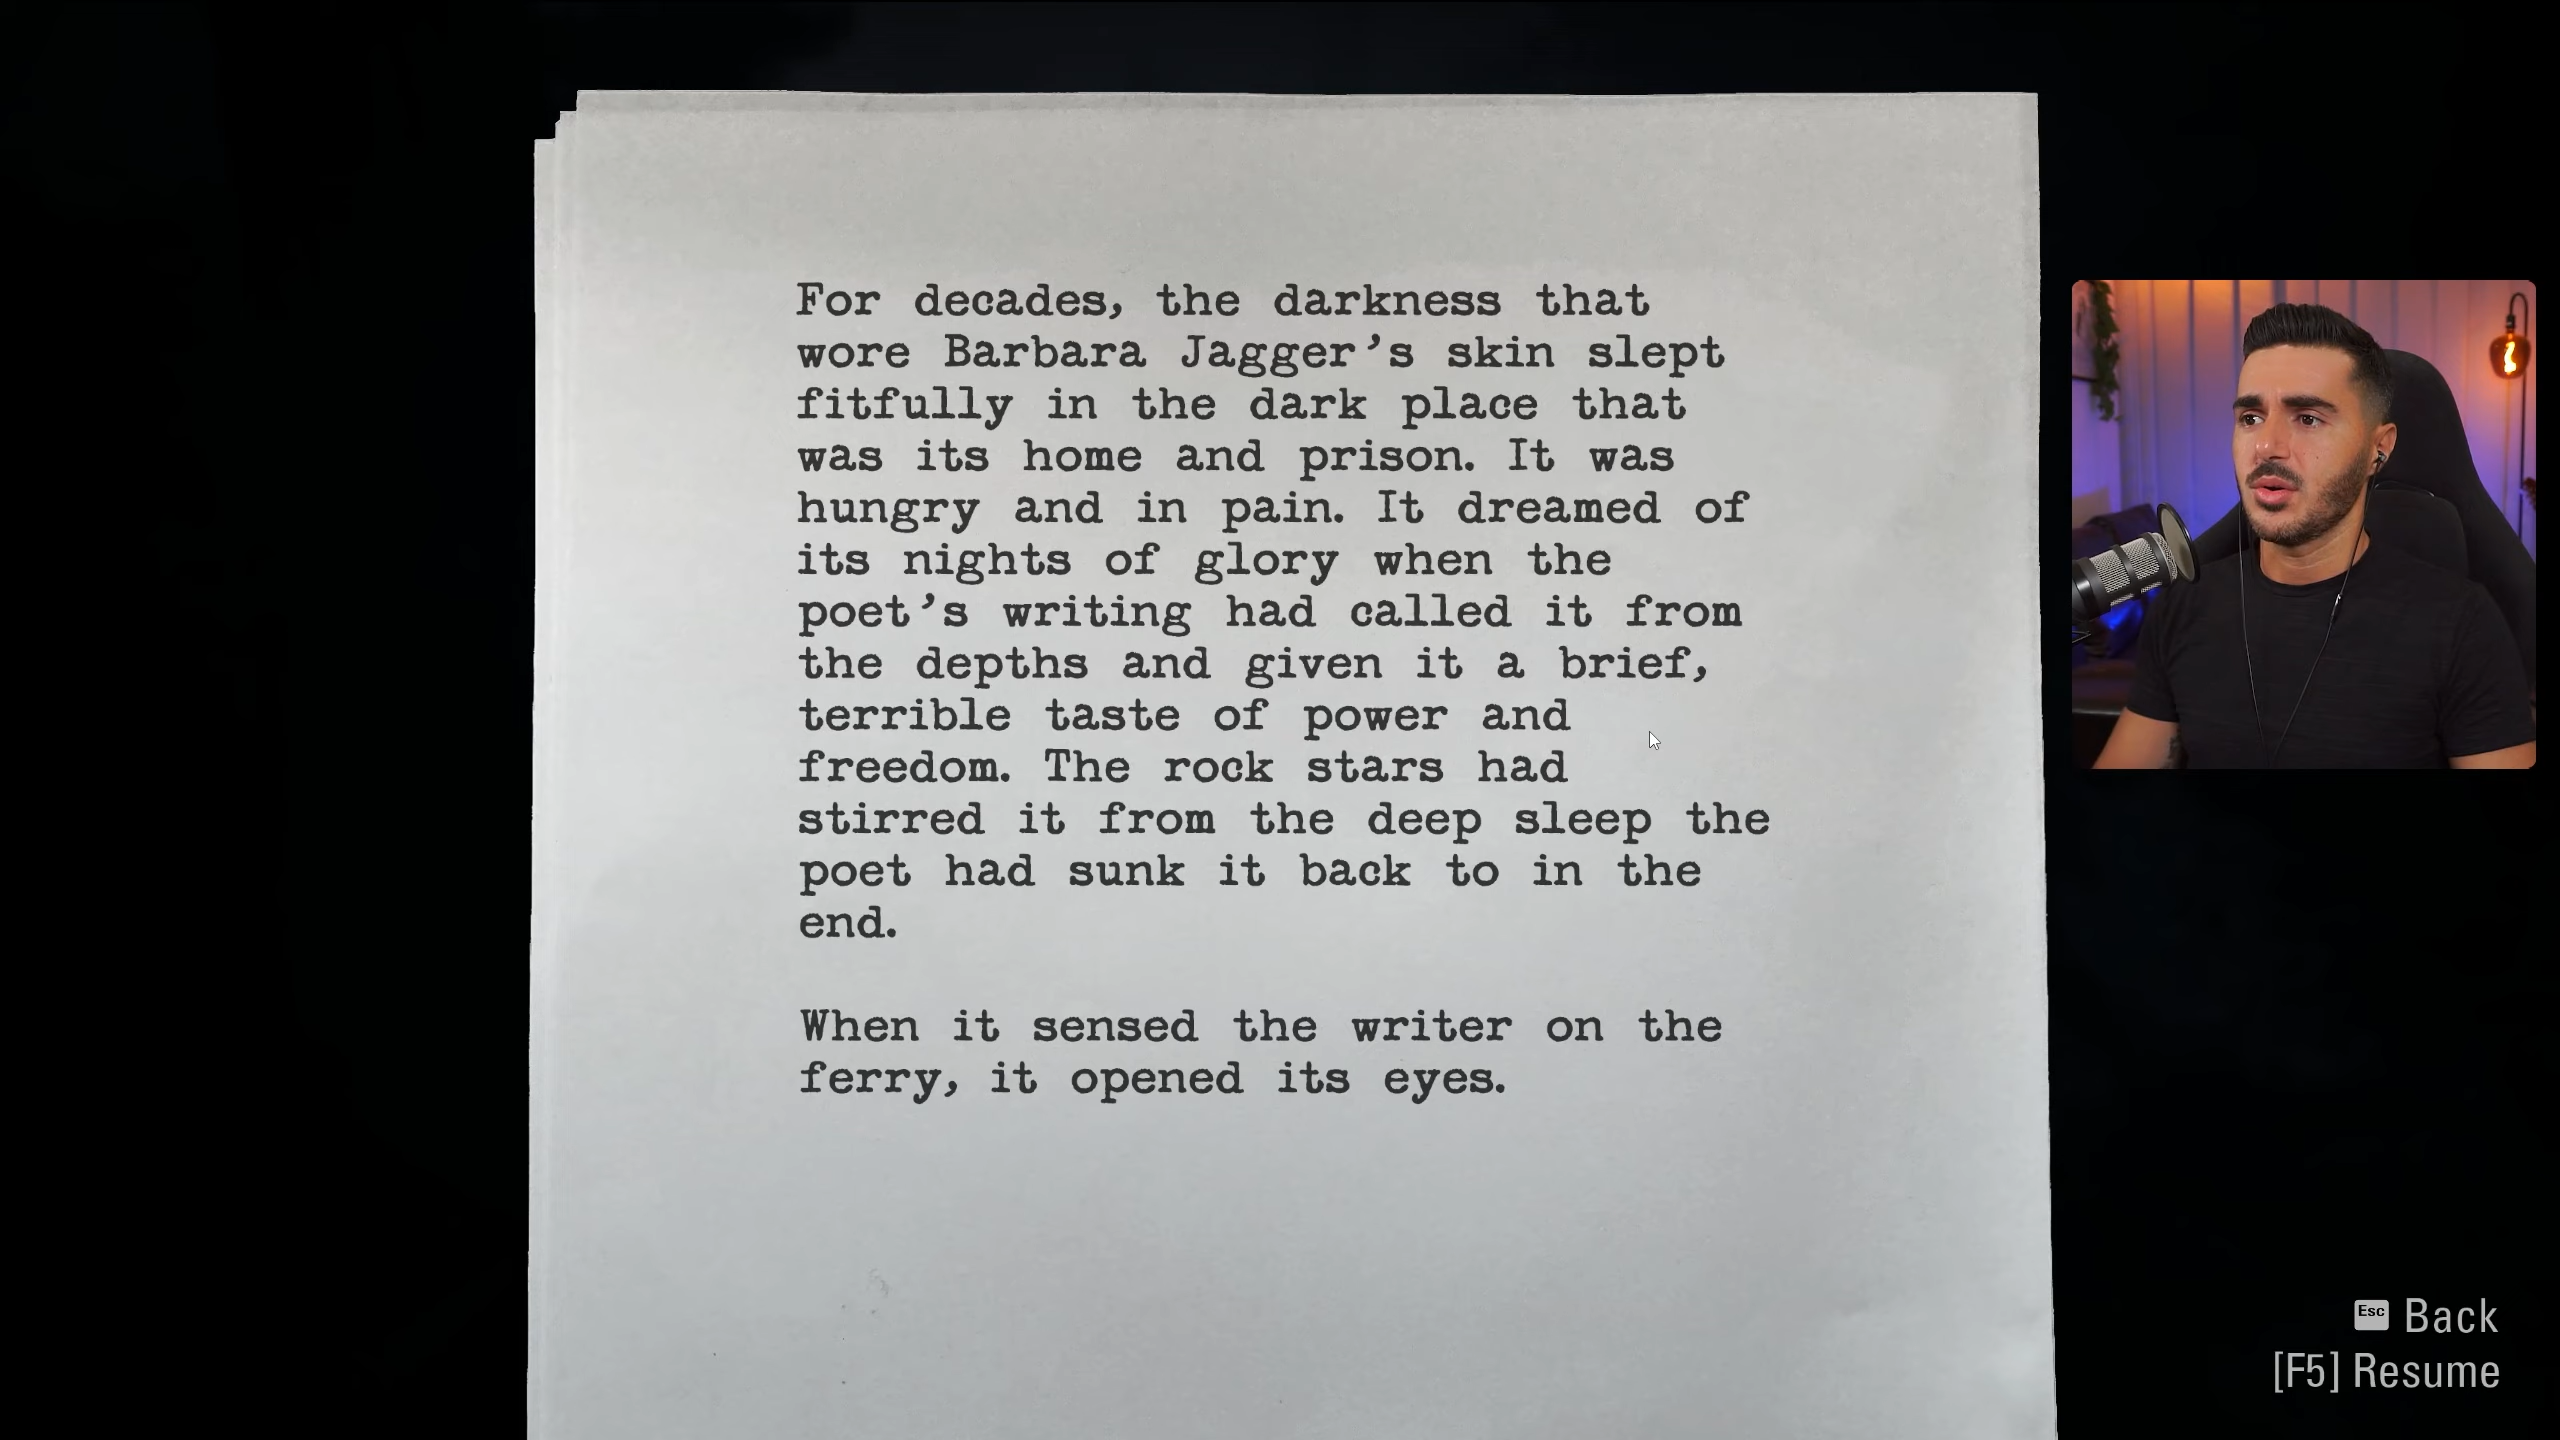 For decades, the darkness that
wore Barbara Jagger’s skin slept
fitfully in the dark place that
was its home and prison. It was
hungry and in pain. It dreamed of
its nights of glory when the
poet’s writing had called it from
the depths and given it a brief,
terrible taste of power and
freedom. The rock stars had
stirred it from the deep sleep the
poet had sunk it back to in the
end.
When it sensed the writer on the
ferry, it opened its eyes.
Esc Back
[F5] Resume